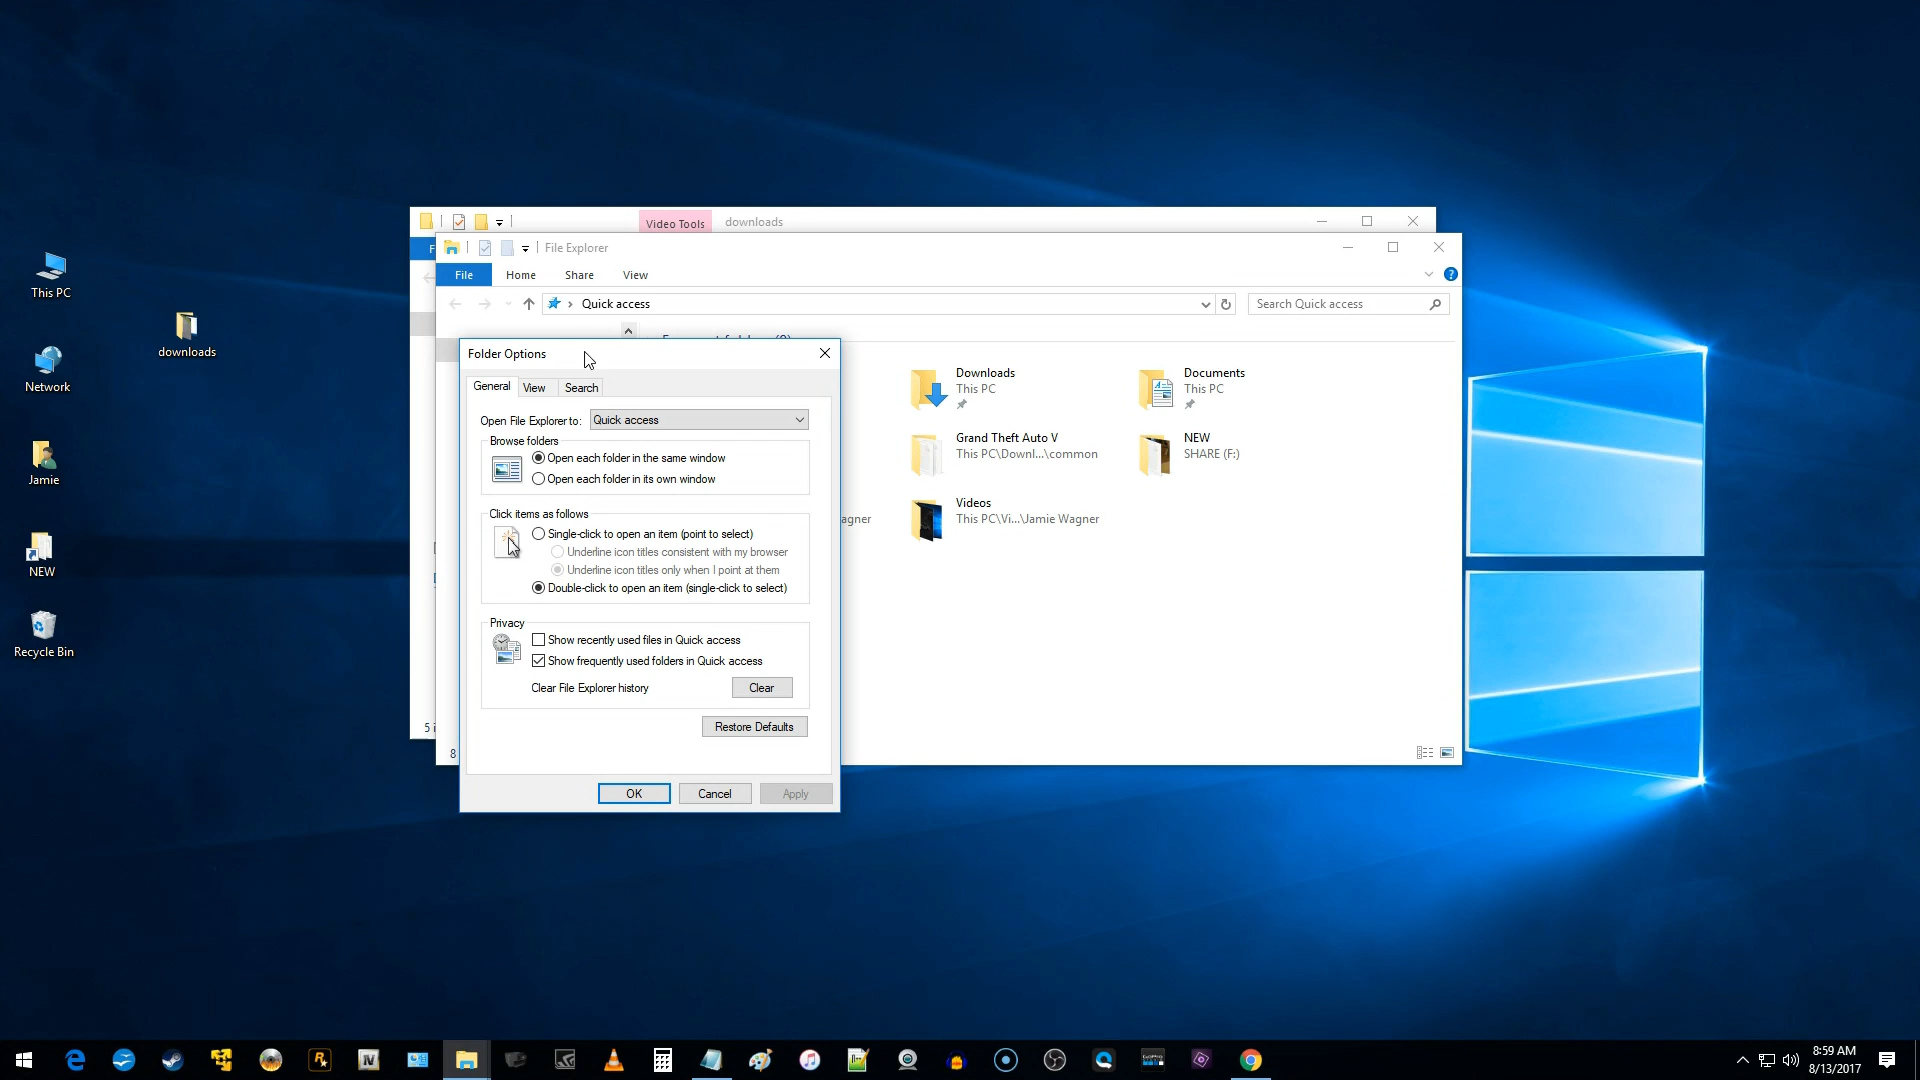 Video Tools
downloads
File Explorer
File
Home
Share
View
Quick access
Search Quick access
Folder Options
General
View
Search
Open File Explorer to:
Quick access
Browse folders
Open each folder in the same window
Open each folder in its own window
Click items as follows
Single-click to open an item (point to select)
Underline icon titles consistent with my browser
Underline icon titles only when I point at them
Double-click to open an item (single-click to select)
Privacy
Show recently used files in Quick access
Show frequently used folders in Quick access
Clear File Explorer history
Clear
Restore Defaults
OK
Cancel
Apply
Downloads
This PC
Documents
This PC
Grand Theft Auto V
This PC\Downl...\common
NEW
SHARE (F:)
agner
Videos
This PC\Vi...\Jamie Wagner
5 i
8
This PC
downloads
Network
Jamie
NEW
Recycle Bin
8:59 AM
8/13/2017